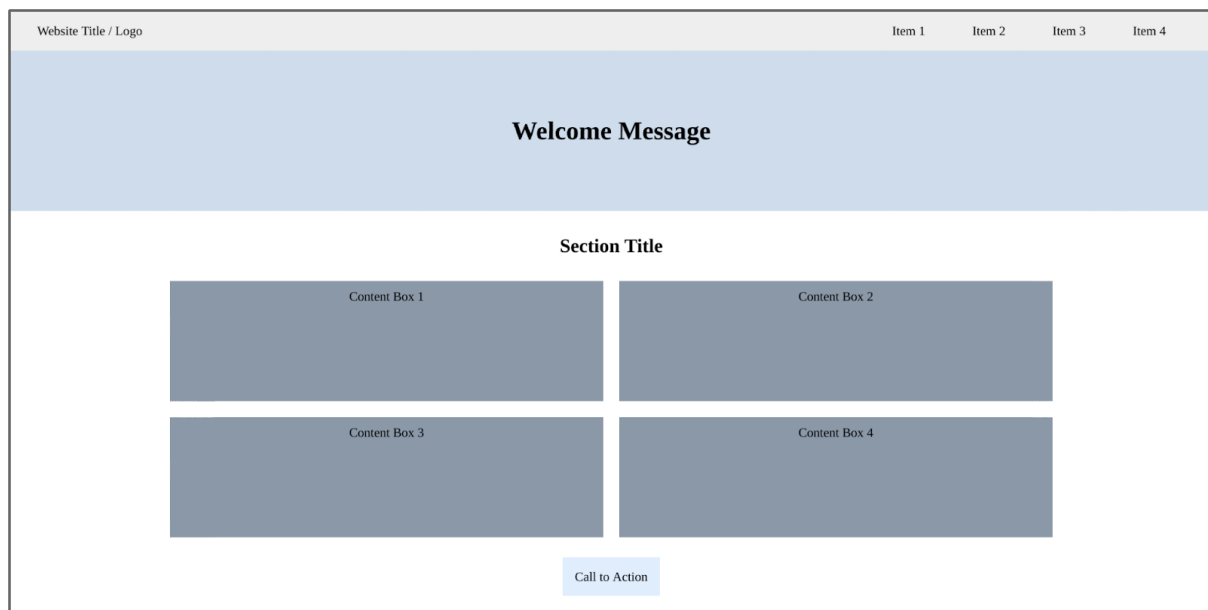 Website Title / Logo Item 1 Item 2 Item 3 Item 4
Welcome Message
Section Title
Content Box 1 Content Box 2
Content Box 3 Content Box 4
Call to Action